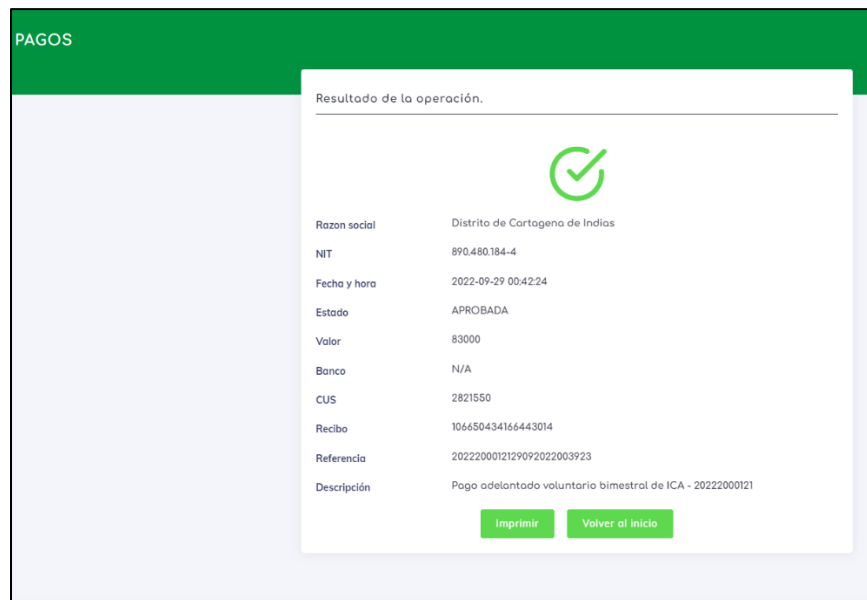 PAGOS
Resultado de la operación.
Razon social Distrito de Cartagena de Indias
NIT 890.480.184-4
Fecha y hora 2022-09-29 00:42:24
Estado APROBADA
Valor 83000
Banco N/A
CUS 2821550
Recibo 106650434166443014
Referencia 2022200012129092022003923
Descripción Pago adelantado voluntario bimestral de ICA - 20222000121
Imprimir Volver al inicio